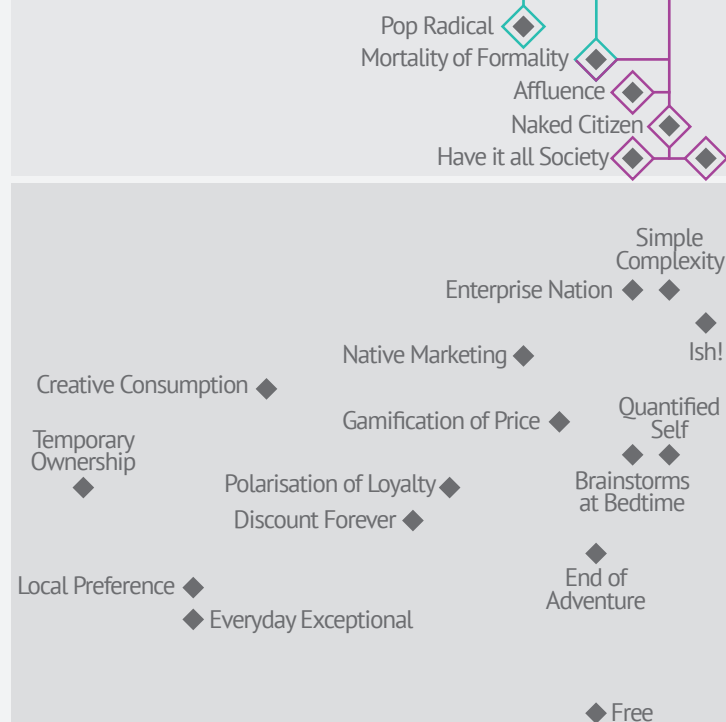 Pop Radical
Mortality of Formality
Affluence
Naked Citizen
Have it all Society
Simple
Complexity
Enterprise Nation
Ish!
Native Marketing
Creative Consumption
Quantified
Self
Gamification of Price
Temporary
Ownership
Polarisation of Loyalty
Brainstorms
at Bedtime
Discount Forever
End of
Adventure
Local Preference
Everyday Exceptional
Free